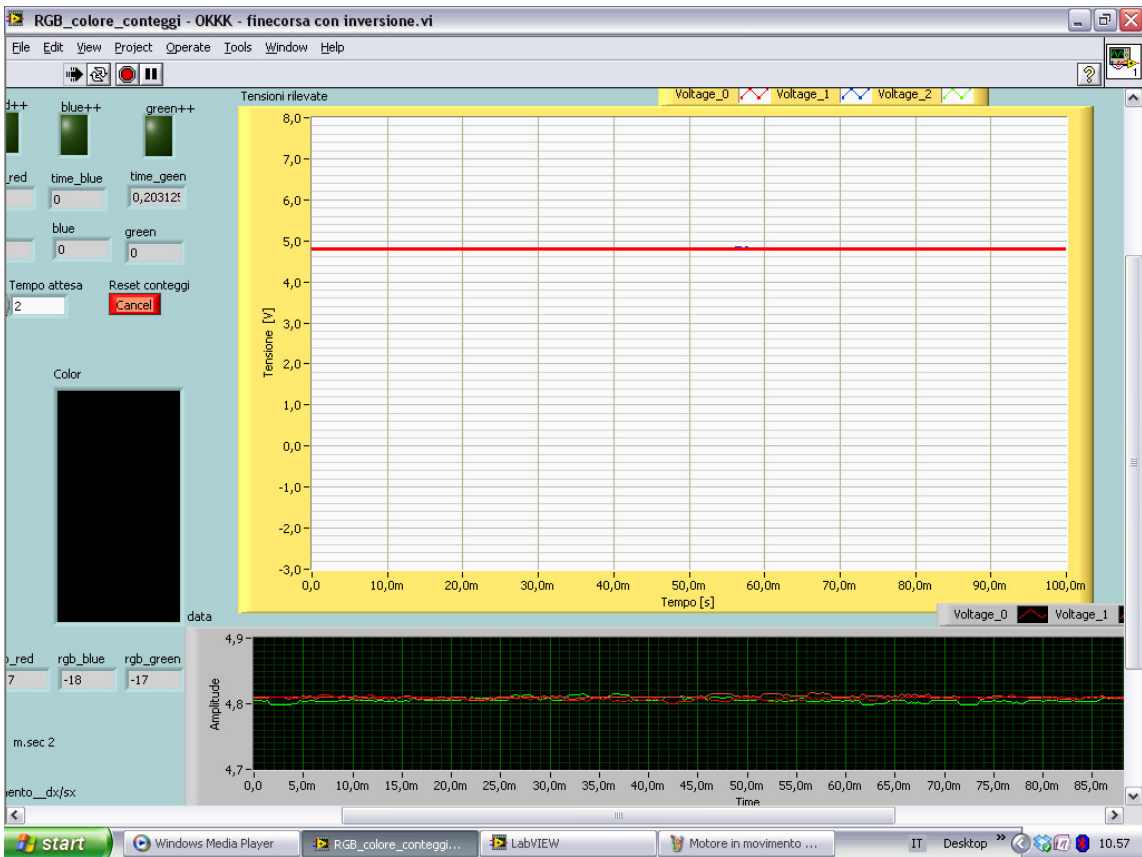 RGB_colore_conteggi - OKKK - finecorsa con inversione.vi
File Edit View Project Operate Tools Window Help
1
d++ blue++ green++
_red time_blue time_geen
0 0,203125
blue green
0 0
Tempo attesa Reset conteggi
2 Cancel
Color
Tensioni rilevate
Voltage_0 Voltage_1 Voltage_2
8,0
7,0
6,0
5,0
4,0
3,0
2,0
1,0
0,0
-1,0
-2,0
-3,0
Tensione [V]
0,0 10,0m 20,0m 30,0m 40,0m 50,0m 60,0m 70,0m 80,0m 90,0m 100,0m
Tempo [s]
data
Voltage_0 Voltage_1
_red rgb_blue rgb_green
7 -18 -17
m.sec 2
ento__dx/sx
4,9
4,8
4,7
Amplitude
0,0 5,0m 10,0m 15,0m 20,0m 25,0m 30,0m 35,0m 40,0m 45,0m 50,0m 55,0m 60,0m 65,0m 70,0m 75,0m 80,0m 85,0m
Time
start Windows Media Player RGB_colore_conteggi... LabVIEW Motore in movimento ... IT Desktop » 10.57